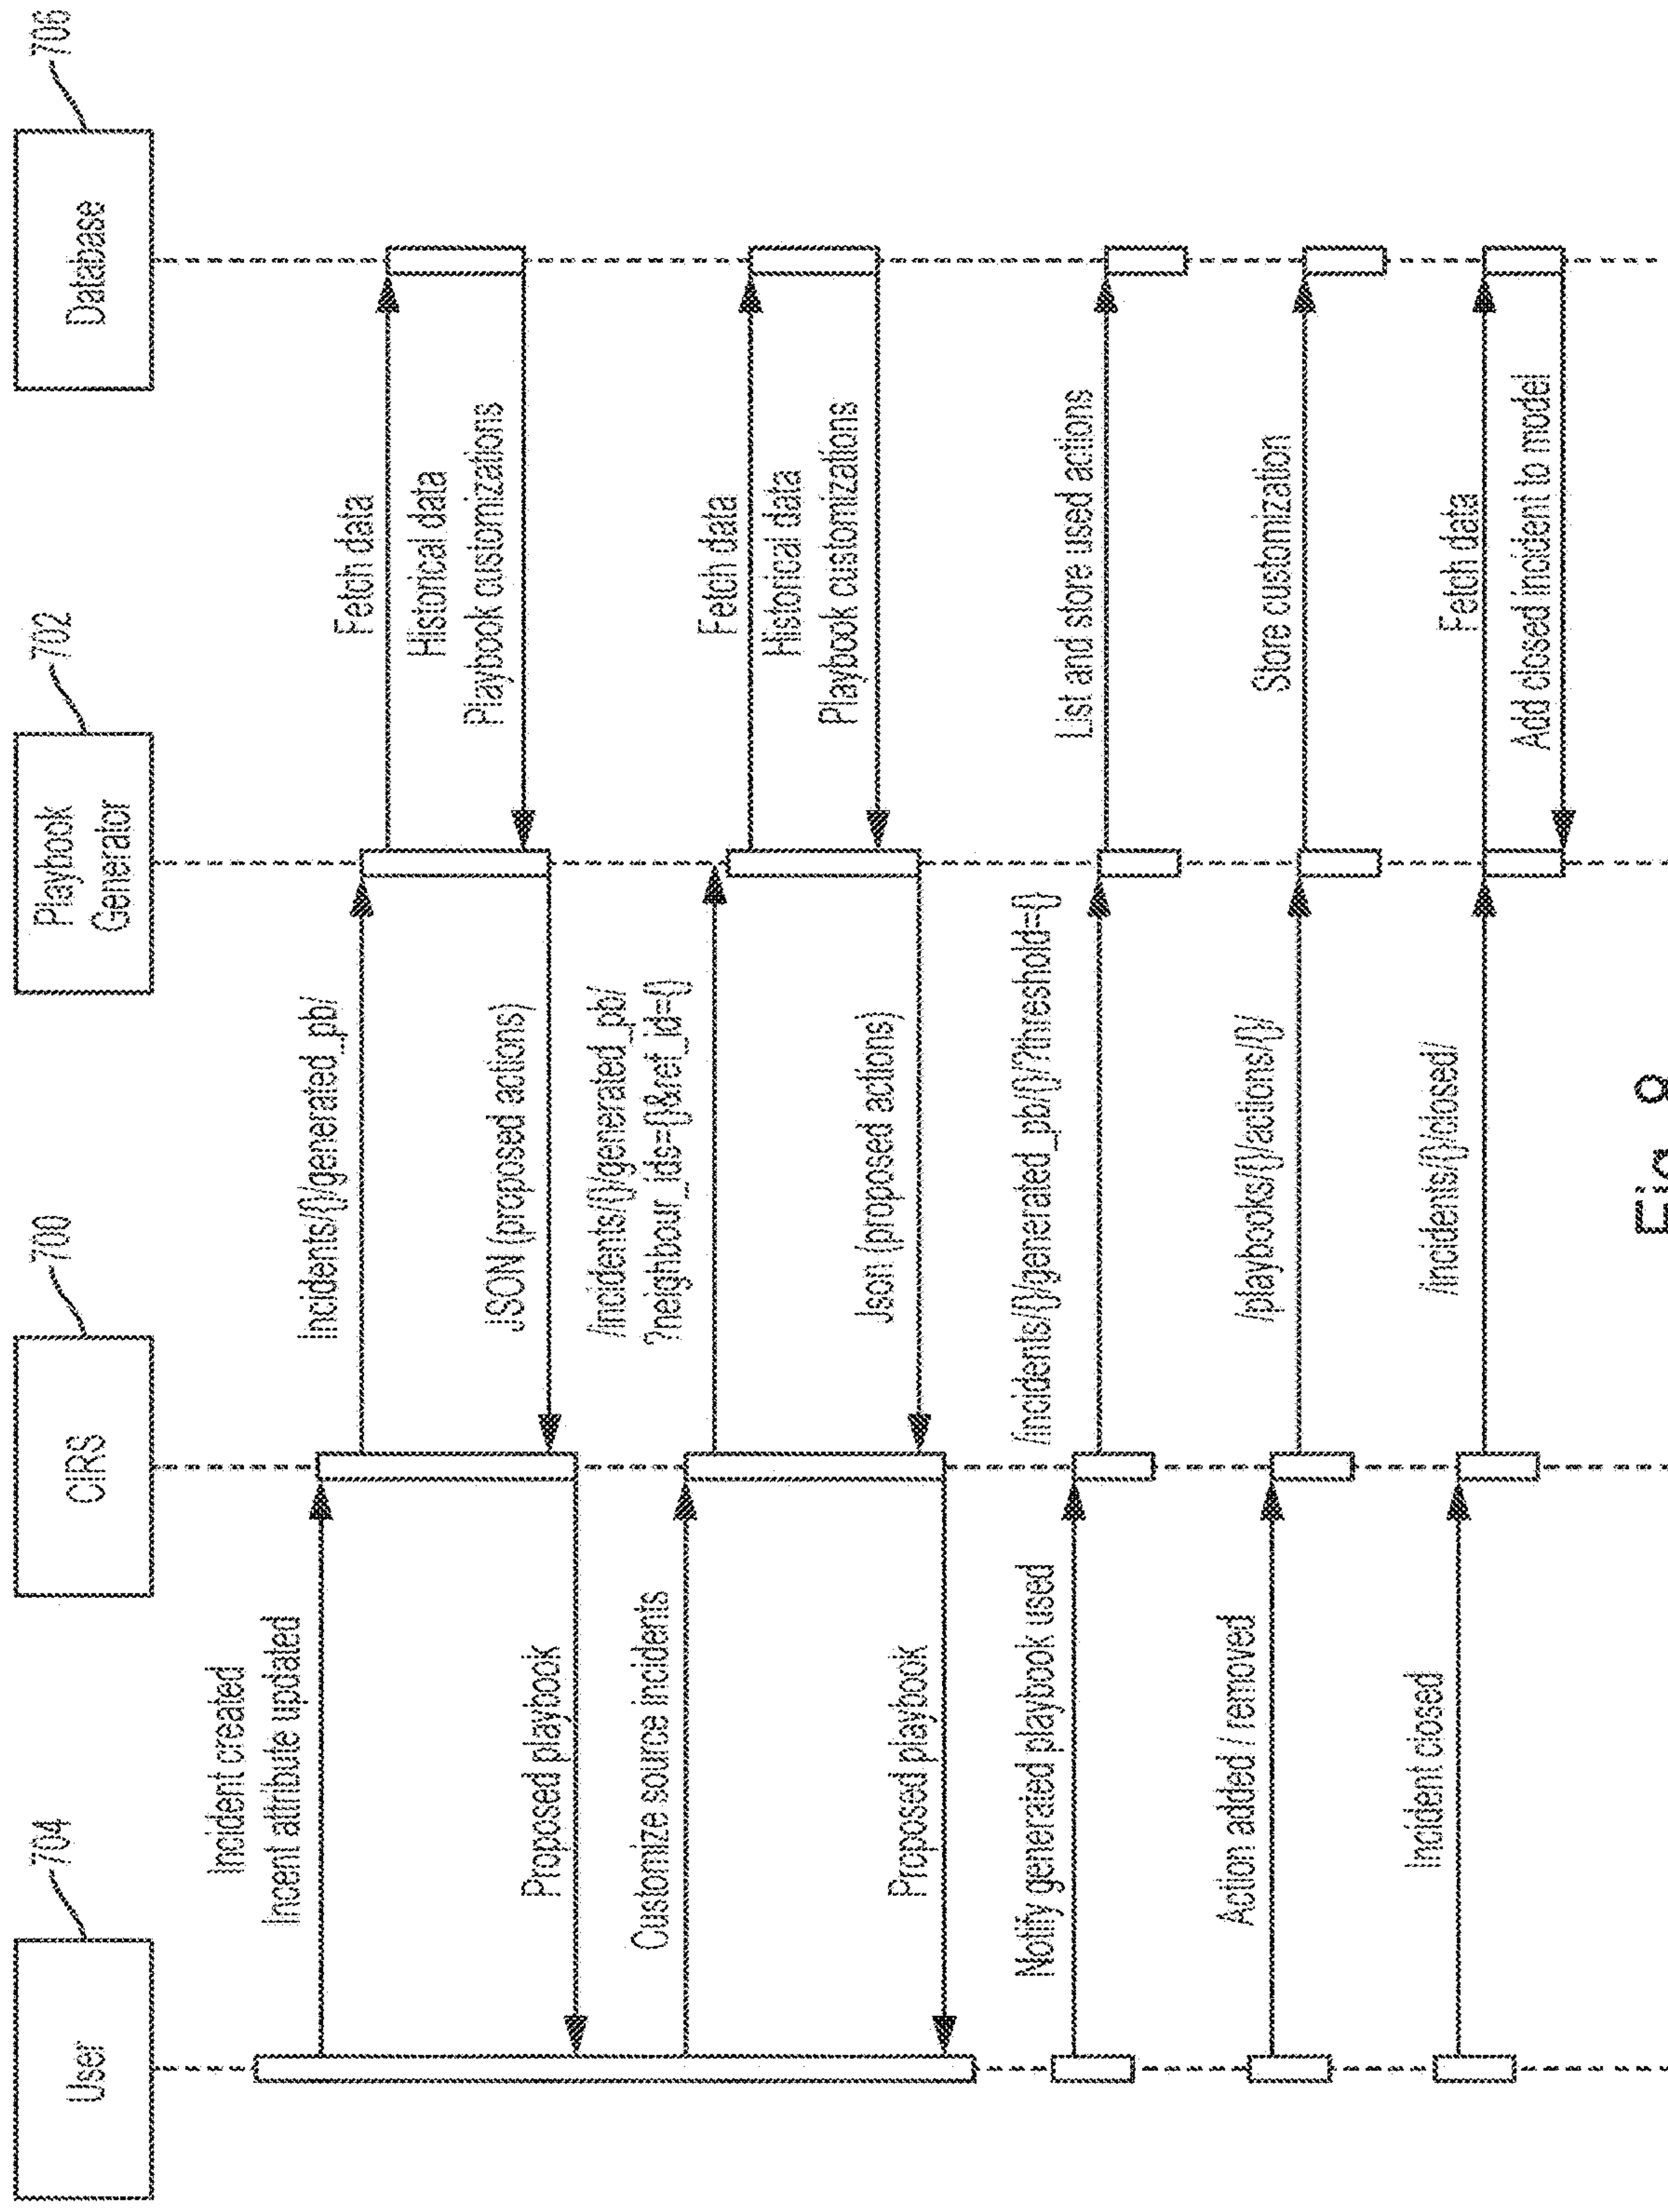 User
704
CIRS
700
Playbook
Generator
702
Database
706
Incident created
Incent attribute updated
Incidents/{}/generated_pb/
Fetch data
Historical data
Playbook customizations
JSON (proposed actions)
Proposed playbook
Customize source incidents
/incidents/{}/generated_pb/
?neighbour_ids={}&ref_id={}
Fetch data
Historical data
Playbook customizations
Json (proposed actions)
Proposed playbook
Notify generated playbook used
/incidents/{}/generated_pb/{}/?threshold={}
List and store used actions
Action added / removed
/playbooks/{}/actions/{}/
Store customization
Incident closed
/incidents/{}/closed/
Fetch data
Add closed incident to model
Fig. 8